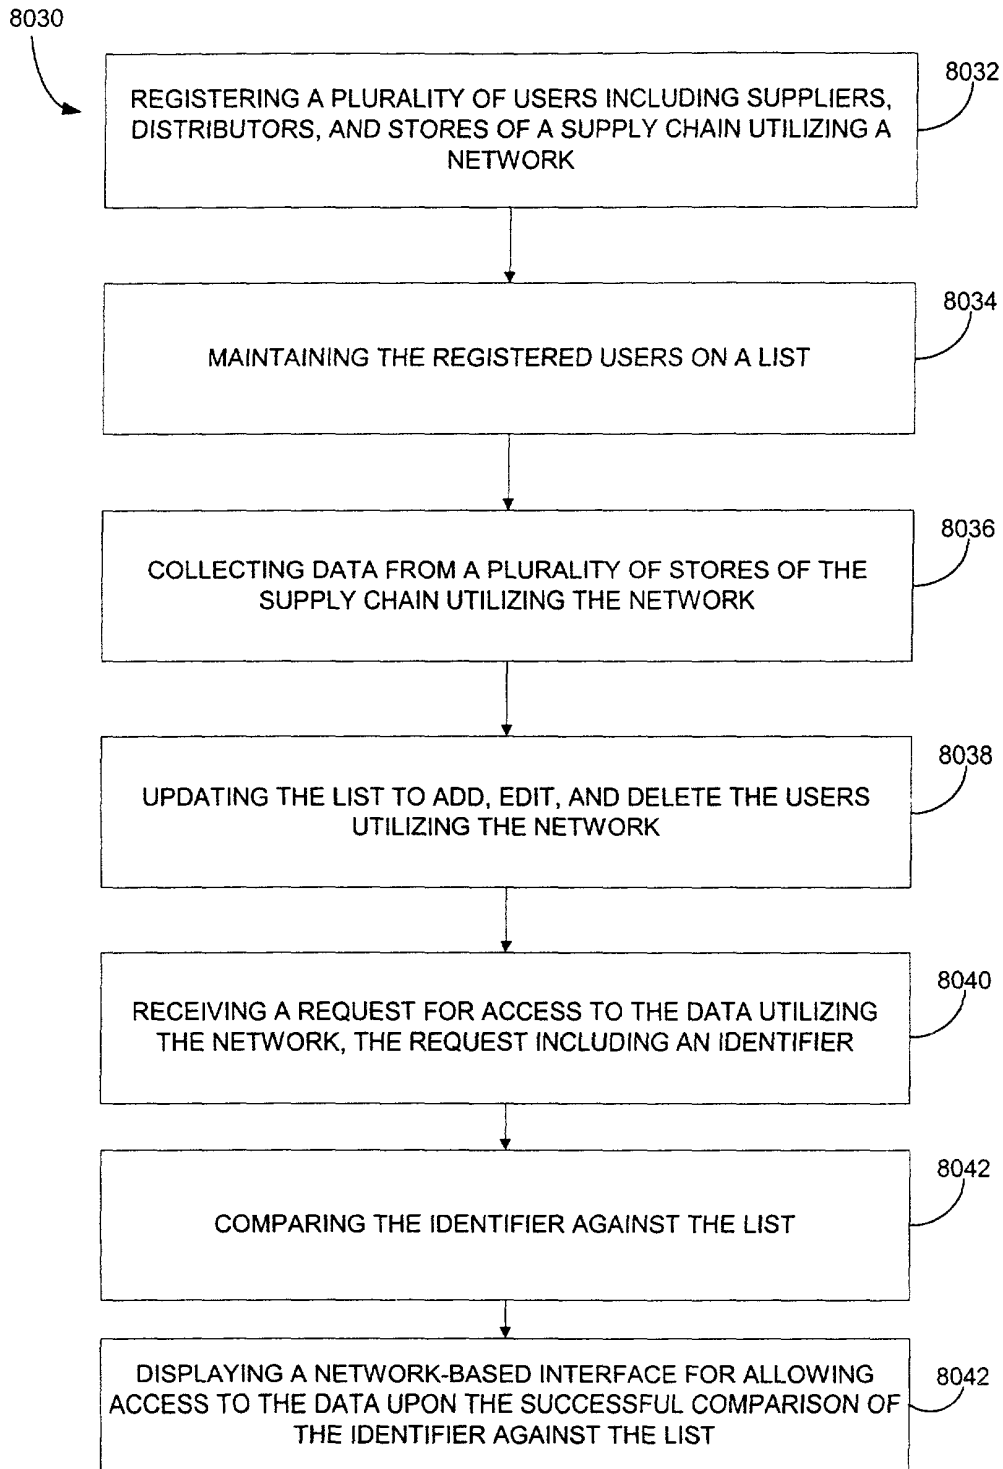 8030
8032
REGISTERING A PLURALITY OF USERS INCLUDING SUPPLIERS,
DISTRIBUTORS, AND STORES OF A SUPPLY CHAIN UTILIZING A
NETWORK
8034
MAINTAINING THE REGISTERED USERS ON A LIST
8036
COLLECTING DATA FROM A PLURALITY OF STORES OF THE
SUPPLY CHAIN UTILIZING THE NETWORK
8038
UPDATING THE LIST TO ADD, EDIT, AND DELETE THE USERS
UTILIZING THE NETWORK
8040
RECEIVING A REQUEST FOR ACCESS TO THE DATA UTILIZING
THE NETWORK, THE REQUEST INCLUDING AN IDENTIFIER
8042
COMPARING THE IDENTIFIER AGAINST THE LIST
8042
DISPLAYING A NETWORK-BASED INTERFACE FOR ALLOWING
ACCESS TO THE DATA UPON THE SUCCESSFUL COMPARISON OF
THE IDENTIFIER AGAINST THE LIST